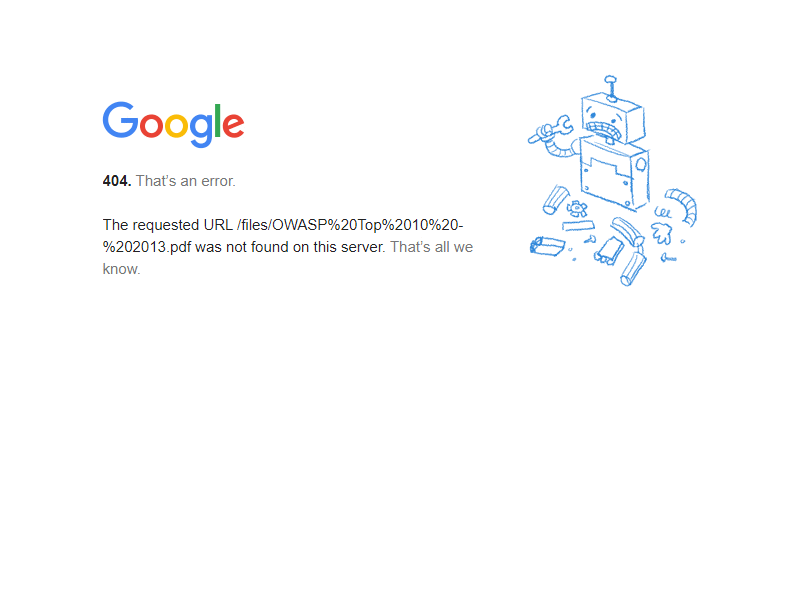 Google
404. That’s an error.
The requested URL /files/OWASP%20Top%2010%20-
%202013.pdf was not found on this server. That’s all we
know.